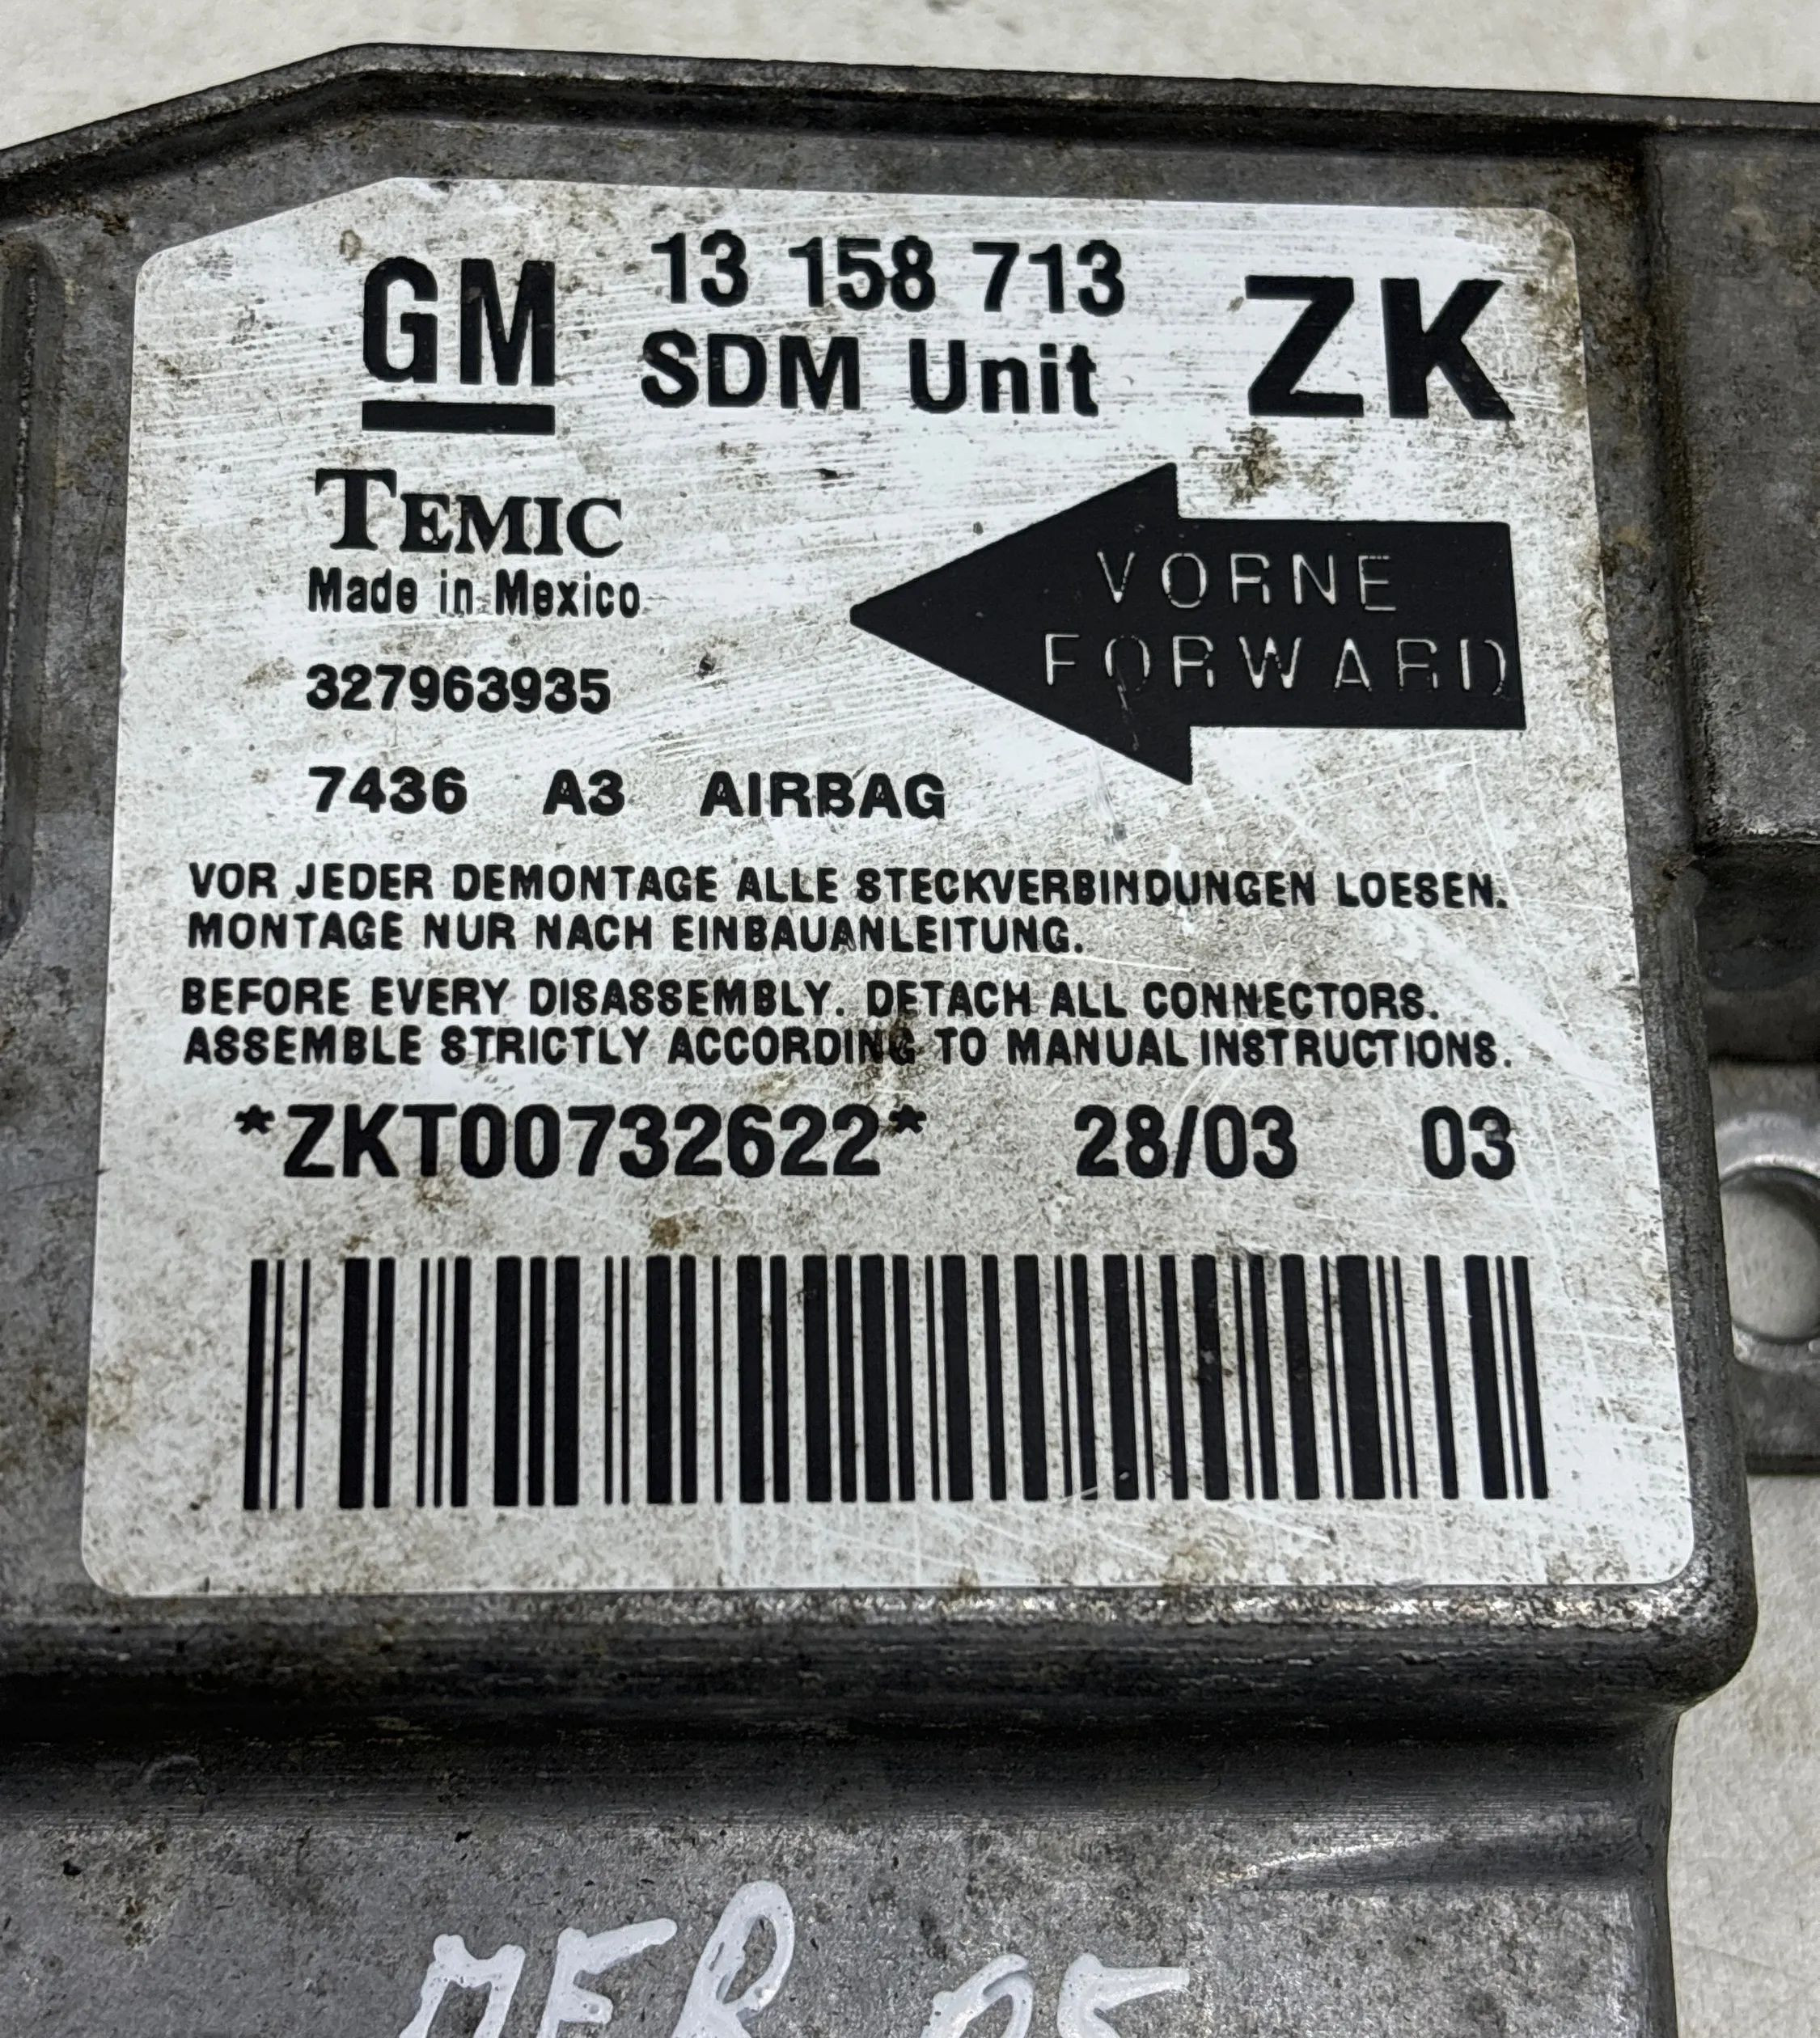 GM 13 158 713 ZK
SDM Unit
TEMIC
Made in Mexico
VORNE
FORWARD
327963935
7436 A3 AIRBAG
VOR JEDER DEMONTAGE ALLE STECKVERBINDUNGEN LOESEN.
MONTAGE NUR NACH EINBAUANLEITUNG.
BEFORE EVERY DISASSEMBLY. DETACH ALL CONNECTORS.
ASSEMBLE STRICTLY ACCORDING TO MANUAL INSTRUCTIONS.
*ZKT00732622* 28/03 03
MER 05